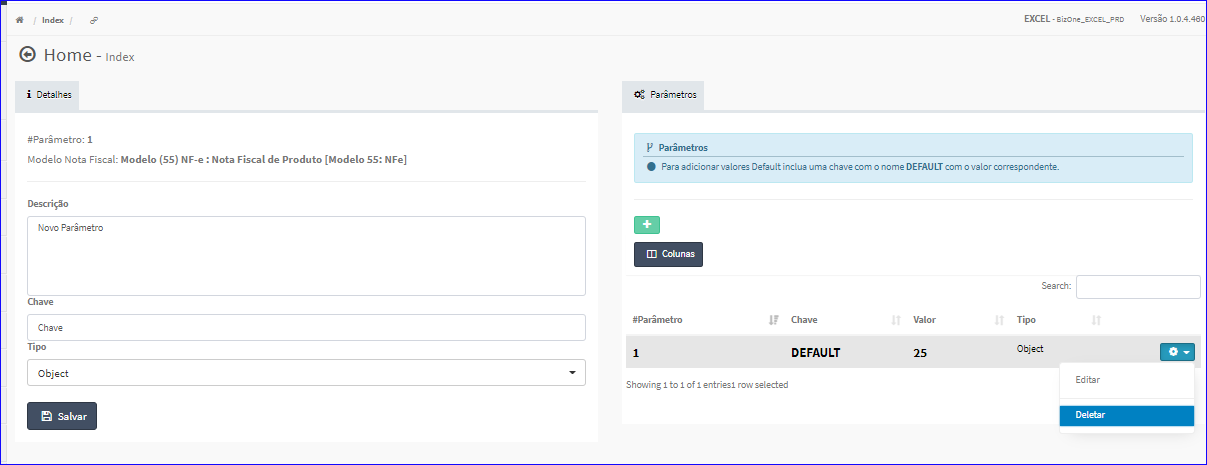 / Index /
EXCEL - BizOne_EXCEL_PRD Versão 1.0.4.460
Home - Index
Detalhes
#Parâmetro: 1
Modelo Nota Fiscal: Modelo (55) NF-e : Nota Fiscal de Produto [Modelo 55: NFe]
Descrição
Novo Parâmetro
Chave
Chave
Tipo
Object
Salvar
Parâmetros
Parâmetros
Para adicionar valores Default inclua uma chave com o nome DEFAULT com o valor correspondente.
+
Colunas
Search:
#Parâmetro Chave Valor Tipo
1 DEFAULT 25 Object
Showing 1 to 1 of 1 entries1 row selected
Editar
Deletar